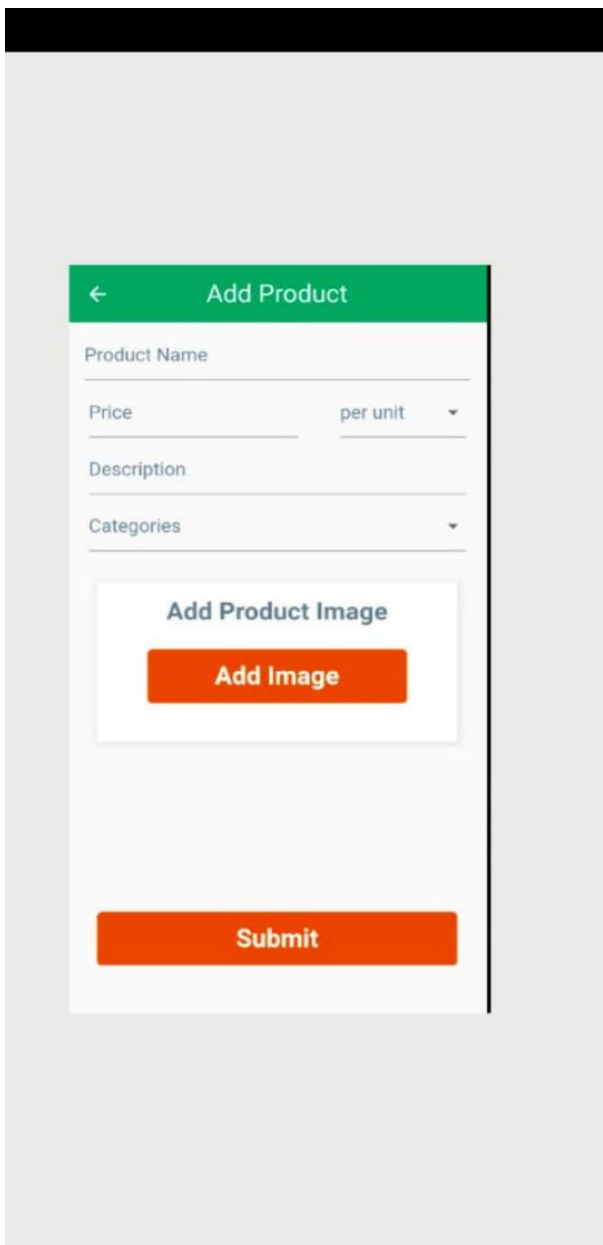 Add Product
Product Name
Price per unit
Description
Categories
Add Product Image
Add Image
Submit